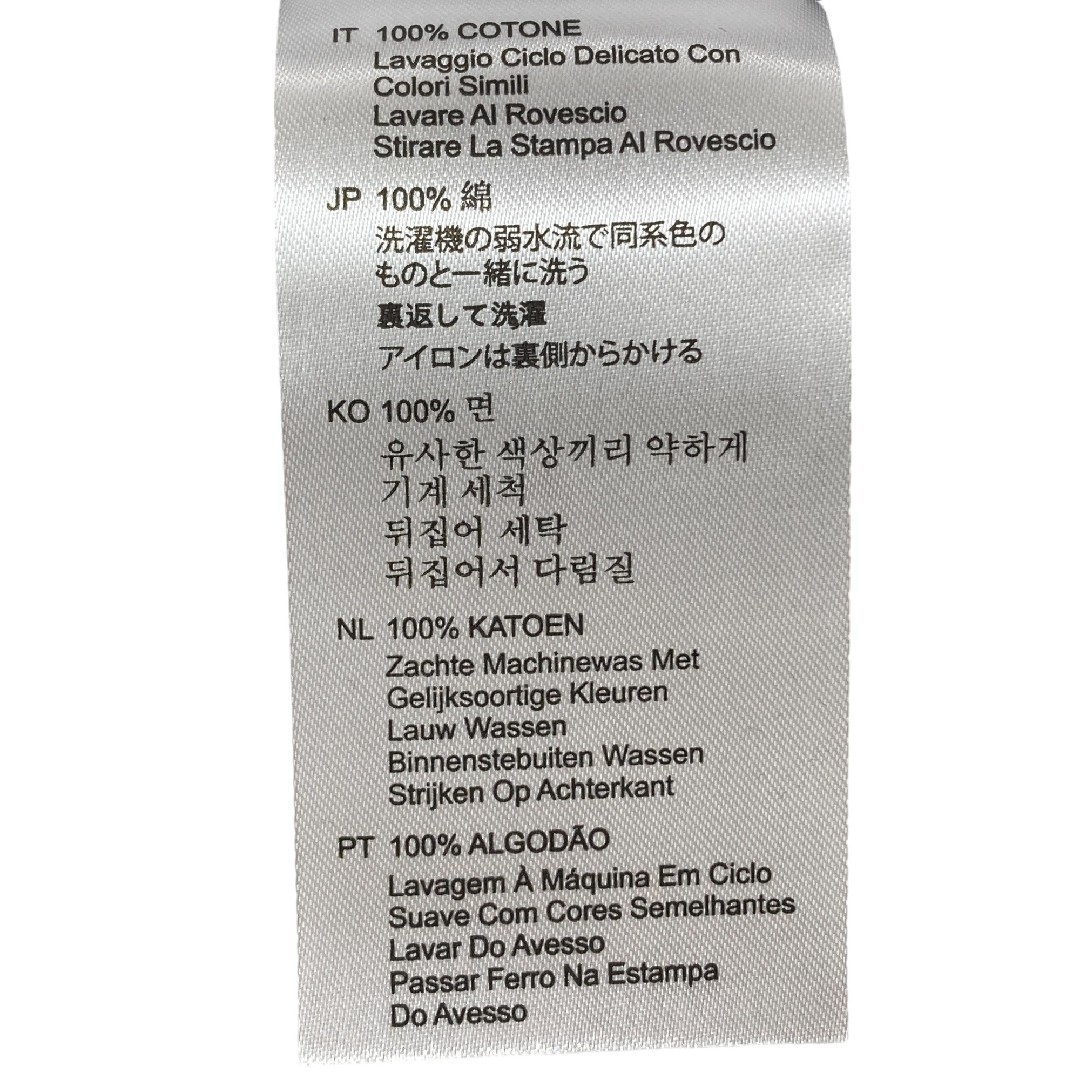 IT 100% COTONE
Lavaggio Ciclo Delicato Con
Colori Simili
Lavare Al Rovescio
Stirare La Stampa Al Rovescio
JP 100% 綿
洗濯機の弱水流で同系色の
ものと一緒に洗う
裏返して洗濯
アイロンは裏側からかける
KO 100% 면
유사한 색상끼리 약하게
기계 세척
뒤집어 세탁
뒤집어서 다림질
NL 100% KATOEN
Zachte Machinewas Met
Gelijksoortige Kleuren
Lauw Wassen
Binnenstebuiten Wassen
Strijken Op Achterkant
PT 100% ALGODÃO
Lavagem À Máquina Em Ciclo
Suave Com Cores Semelhantes
Lavar Do Avesso
Passar Ferro Na Estampa
Do Avesso